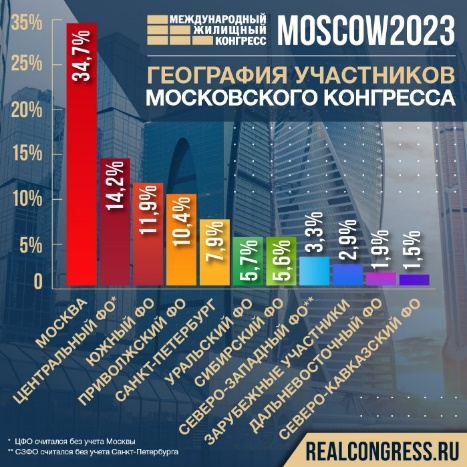 МЕЖДУНАРОДНЫЙ
ЖИЛИЩНЫЙ
КОНГРЕСС
MOSCOW2023
ГЕОГРАФИЯ УЧАСТНИКОВ
МОСКОВСКОГО КОНГРЕССА
35%
30%
25%
20%
15%
10%
5%
0
34,7%
14,2%
11,9%
10,4%
7,9%
5,7%
5,6%
3,3%
2,9%
1,9%
1,5%
МОСКВА
ЦЕНТРАЛЬНЫЙ ФО*
ЮЖНЫЙ ФО
ПРИВОЛЖСКИЙ ФО
САНКТ-ПЕТЕРБУРГ
УРАЛЬСКИЙ ФО
СИБИРСКИЙ ФО
СЕВЕРО-ЗАПАДНЫЙ ФО**
ЗАРУБЕЖНЫЕ УЧАСТНИКИ
ДАЛЬНЕВОСТОЧНЫЙ ФО
СЕВЕРО-КАВКАЗСКИЙ ФО
* ЦФО считался без учета Москвы
** СЗФО считался без учета Санкт-Петербурга
REALCONGRESS.RU